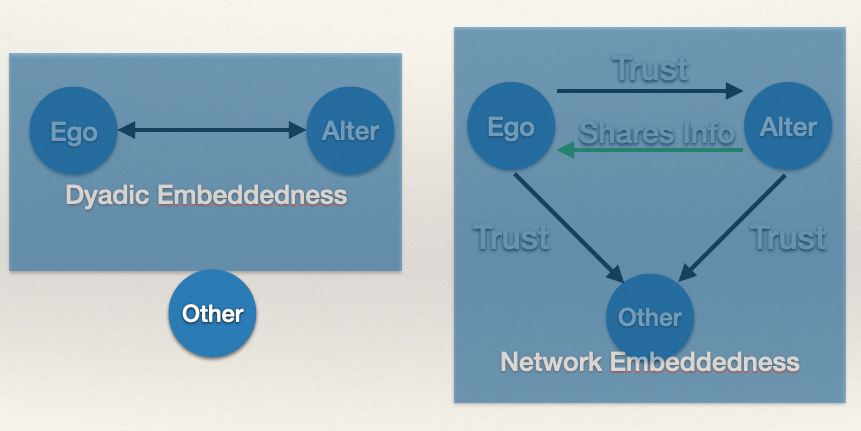 Ego
Alter
Dyadic Embeddedness
Other
Trust
Ego
Shares Info
Alter
Trust
Trust
Other
Network Embeddedness